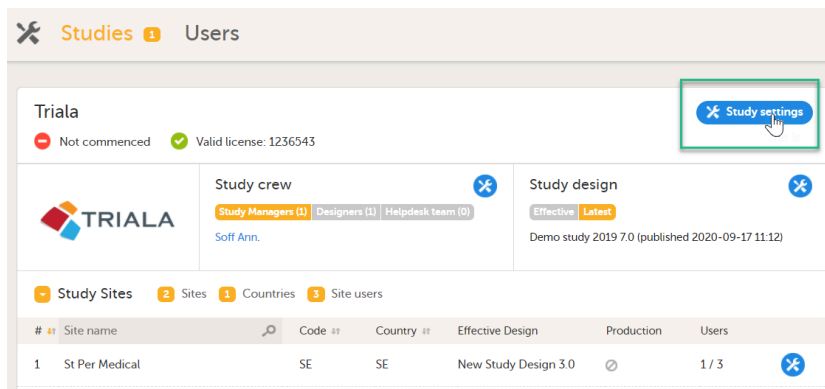 Studies 1 Users
Triala
Study settings
Not commenced Valid license: 1236543
TRIALA
Study crew
Study Managers (1) Designers (1) Helpdesk team (0)
Soff Ann.
Study design
Effective Latest
Demo study 2019 7.0 (published 2020-09-17 11:12)
Study Sites 2 Sites 1 Countries 3 Site users
# Site name Code Country Effective Design Production Users
1 St Per Medical SE SE New Study Design 3.0 1 / 3